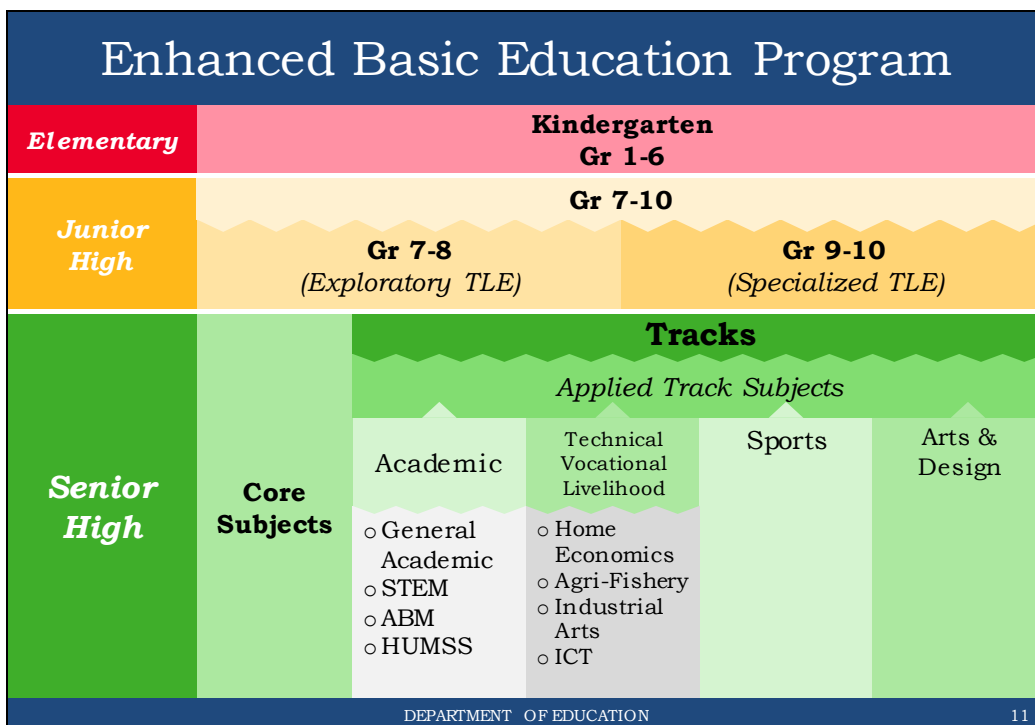 Enhanced Basic Education Program
Elementary
Kindergarten
Gr 1-6
Junior
High
Gr 7-10
Gr 7-8
(Exploratory TLE)
Gr 9-10
(Specialized TLE)
Senior
High
Core
Subjects
Tracks
Applied Track Subjects
Academic
o General
Academic
o STEM
o ABM
o HUMSS
Technical
Vocational
Livelihood
o Home
Economics
o Agri-Fishery
o Industrial
Arts
o ICT
Sports
Arts &
Design
DEPARTMENT OF EDUCATION
11